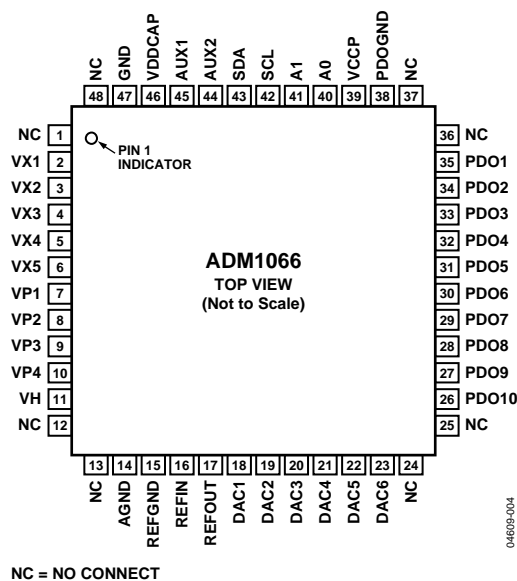 NC GND VDDCAP AUX1 AUX2 SDA SCL A1 A0 VCCP PDOGND NC
48 47 46 45 44 43 42 41 40 39 38 37
NC 1
VX1 2
VX2 3
VX3 4
VX4 5
VX5 6
VP1 7
VP2 8
VP3 9
VP4 10
VH 11
NC 12
PIN 1
INDICATOR
ADM1066
TOP VIEW
(Not to Scale)
36 NC
35 PDO1
34 PDO2
33 PDO3
32 PDO4
31 PDO5
30 PDO6
29 PDO7
28 PDO8
27 PDO9
26 PDO10
25 NC
13 14 15 16 17 18 19 20 21 22 23 24
NC AGND REFGND REFIN REFOUT DAC1 DAC2 DAC3 DAC4 DAC5 DAC6 NC
04609-004
NC = NO CONNECT